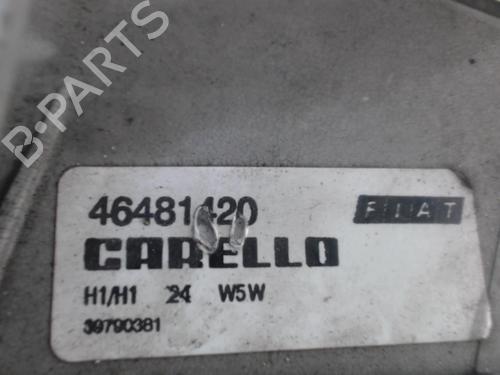 B-PARTS
46481420 FIAT
CARELLO
H1/H1 24 W5W
39790381